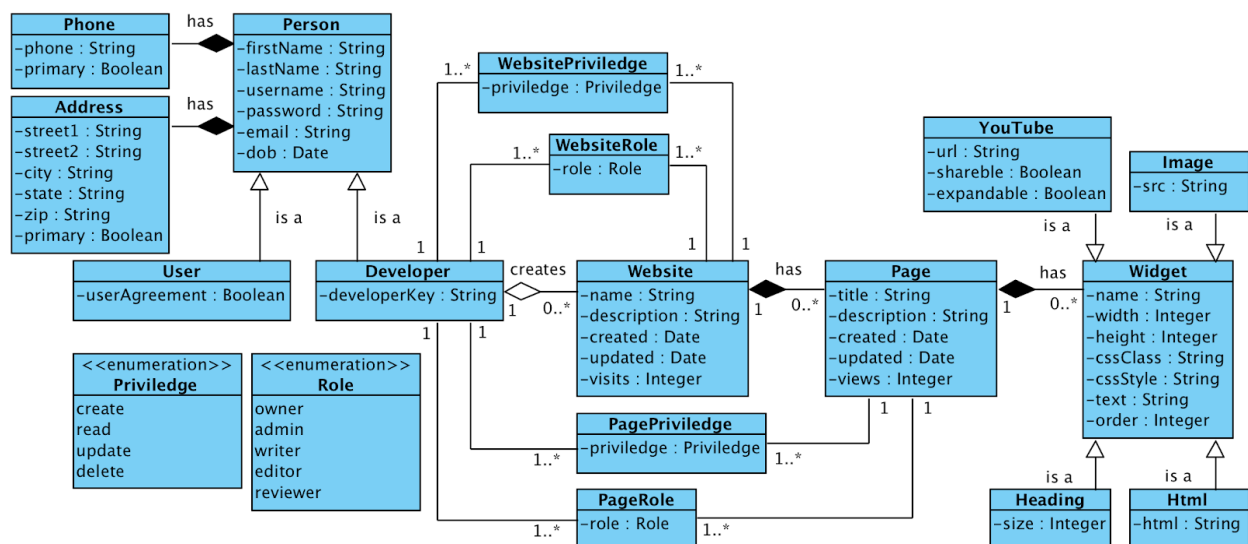 Phone
-phone : String
-primary : Boolean
has
Person
-firstName : String
-lastName : String
-username : String
-password : String
-email : String
-dob : Date
Address
-street1 : String
-street2 : String
-city : String
-state : String
-zip : String
-primary : Boolean
has
is a
is a
User
-userAgreement : Boolean
Developer
-developerKey : String
WebsitePriviledge
-priviledge : Priviledge
1..*
1..*
WebsiteRole
-role : Role
1..*
1..*
1
1
1
1
creates
1
0..*
Website
-name : String
-description : String
-created : Date
-updated : Date
-visits : Integer
has
1
0..*
Page
-title : String
-description : String
-created : Date
-updated : Date
-views : Integer
has
1
0..*
YouTube
-url : String
-shareble : Boolean
-expandable : Boolean
Image
-src : String
is a
is a
Widget
-name : String
-width : Integer
-height : Integer
-cssClass : String
-cssStyle : String
-text : String
-order : Integer
is a
is a
Heading
-size : Integer
Html
-html : String
<<enumeration>>
Priviledge
create
read
update
delete
<<enumeration>>
Role
owner
admin
writer
editor
reviewer
1
1
1
1
PagePriviledge
-priviledge : Priviledge
1..*
1..*
PageRole
-role : Role
1..*
1..*